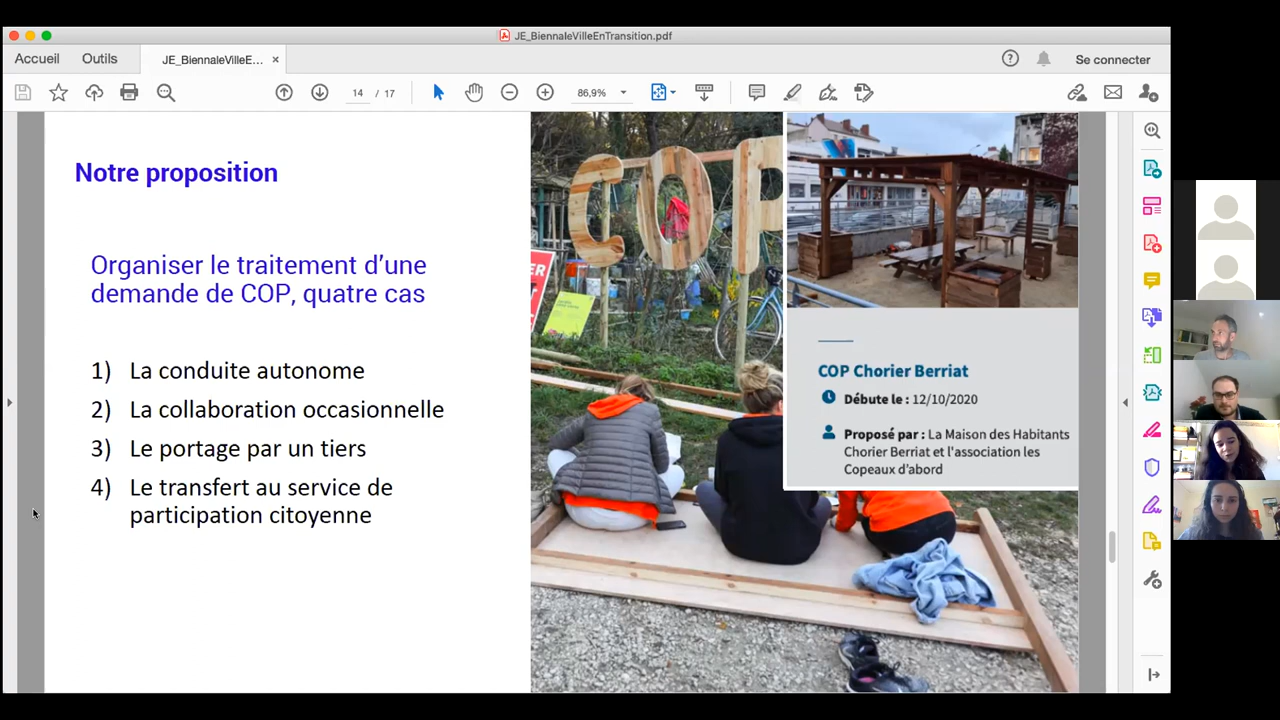 JE_BiennaleVilleEnTransition.pdf
Accueil
Outils
JE_BiennaleVilleE...
Se connecter
14 / 17
86,9%
Notre proposition
Organiser le traitement d’une
demande de COP, quatre cas
1) La conduite autonome
2) La collaboration occasionnelle
3) Le portage par un tiers
4) Le transfert au service de
participation citoyenne
COP
COP Chorier Berriat
Débute le : 12/10/2020
Proposé par : La Maison des Habitants
Chorier Berriat et l'association les
Copeaux d’abord